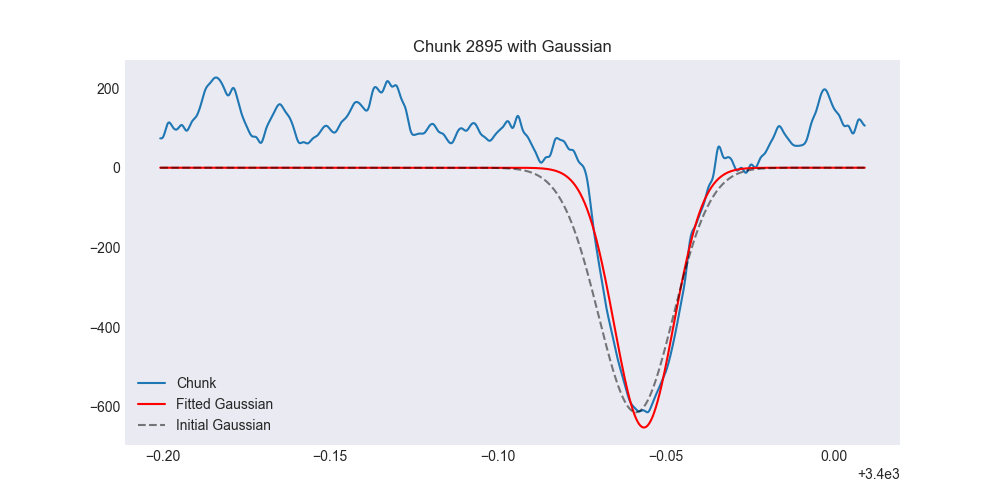 Chunk 2895 with Gaussian
200
0
−200
−400
−600
Chunk
Fitted Gaussian
Initial Gaussian
−0.20 −0.15 −0.10 −0.05 0.00
+3.4e3